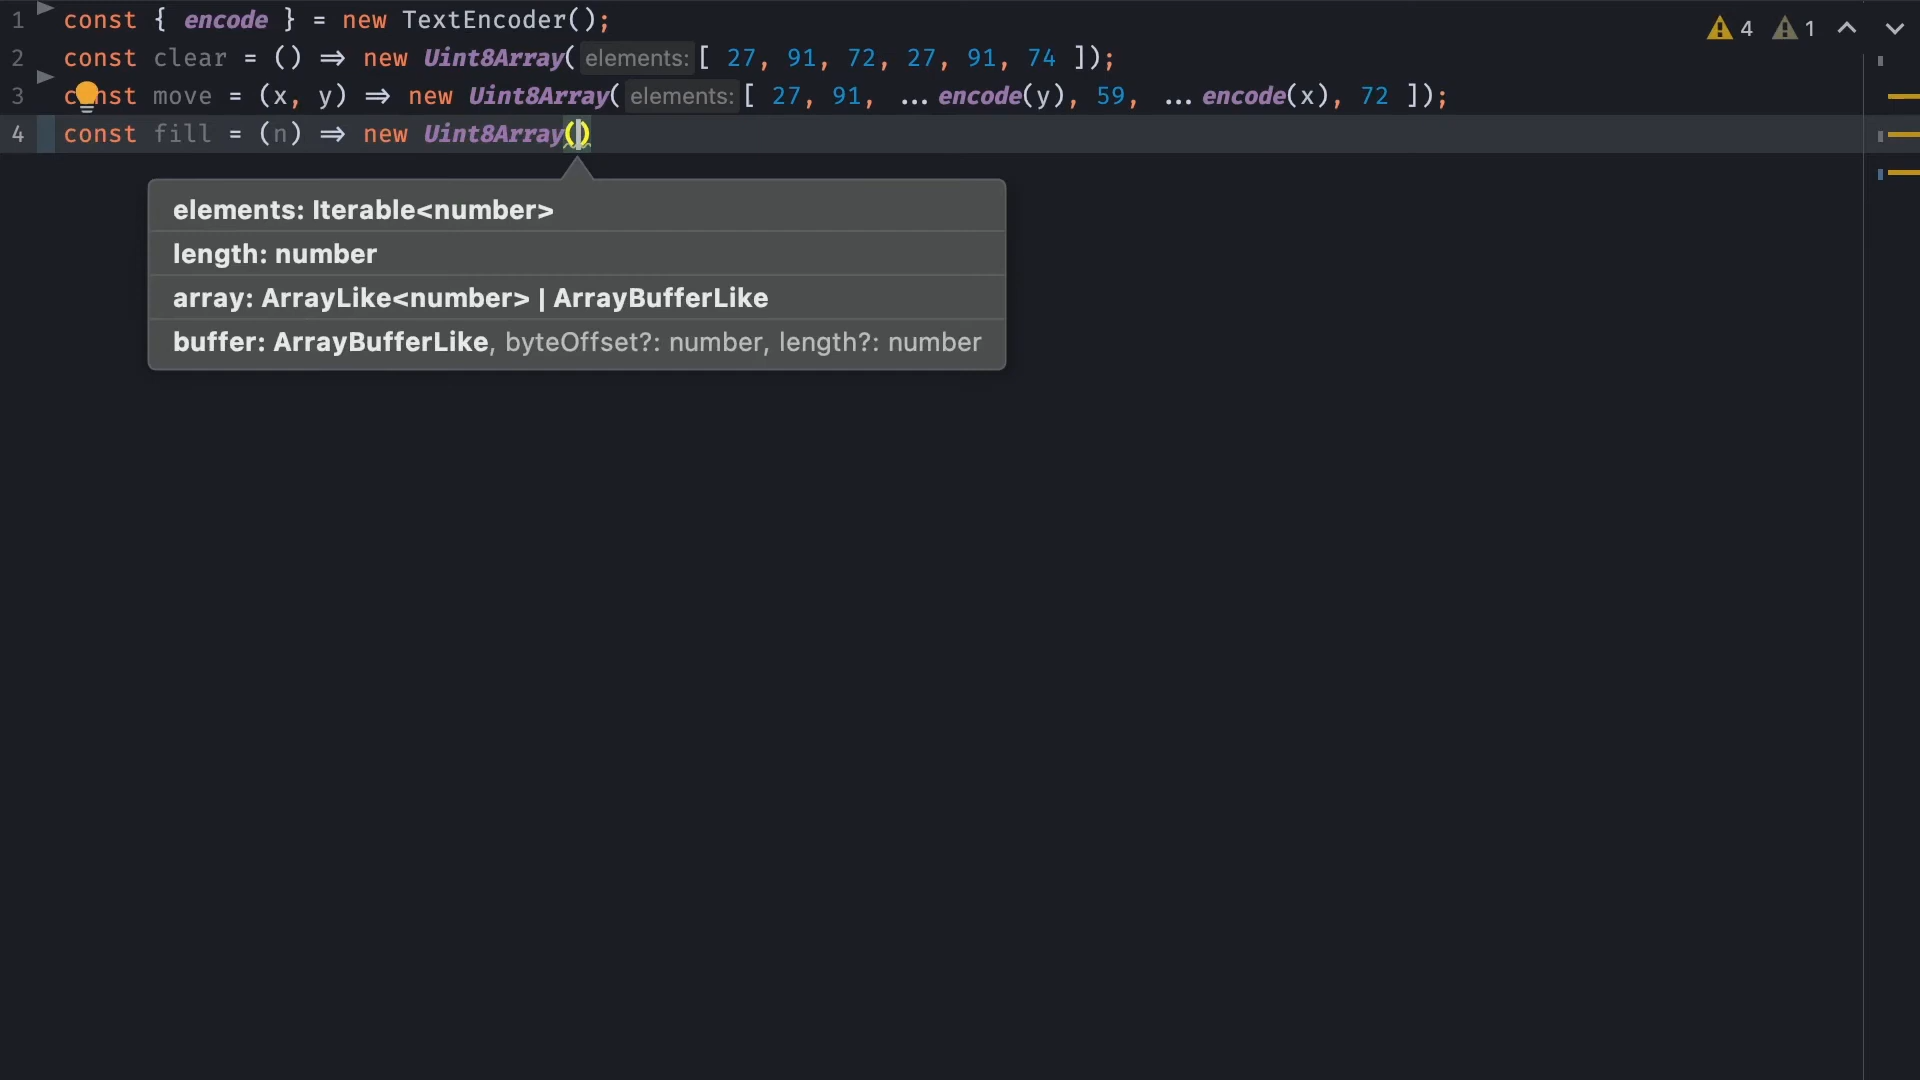 1 const { encode } = new TextEncoder();
2 const clear = () ⇒ new Uint8Array( elements: [ 27, 91, 72, 27, 91, 74 ]);
3 const move = (x, y) ⇒ new Uint8Array( elements: [ 27, 91, ...encode(y), 59, ...encode(x), 72 ]);
4 const fill = (n) ⇒ new Uint8Array()
4 1
elements: Iterable<number>
length: number
array: ArrayLike<number> | ArrayBufferLike
buffer: ArrayBufferLike, byteOffset?: number, length?: number